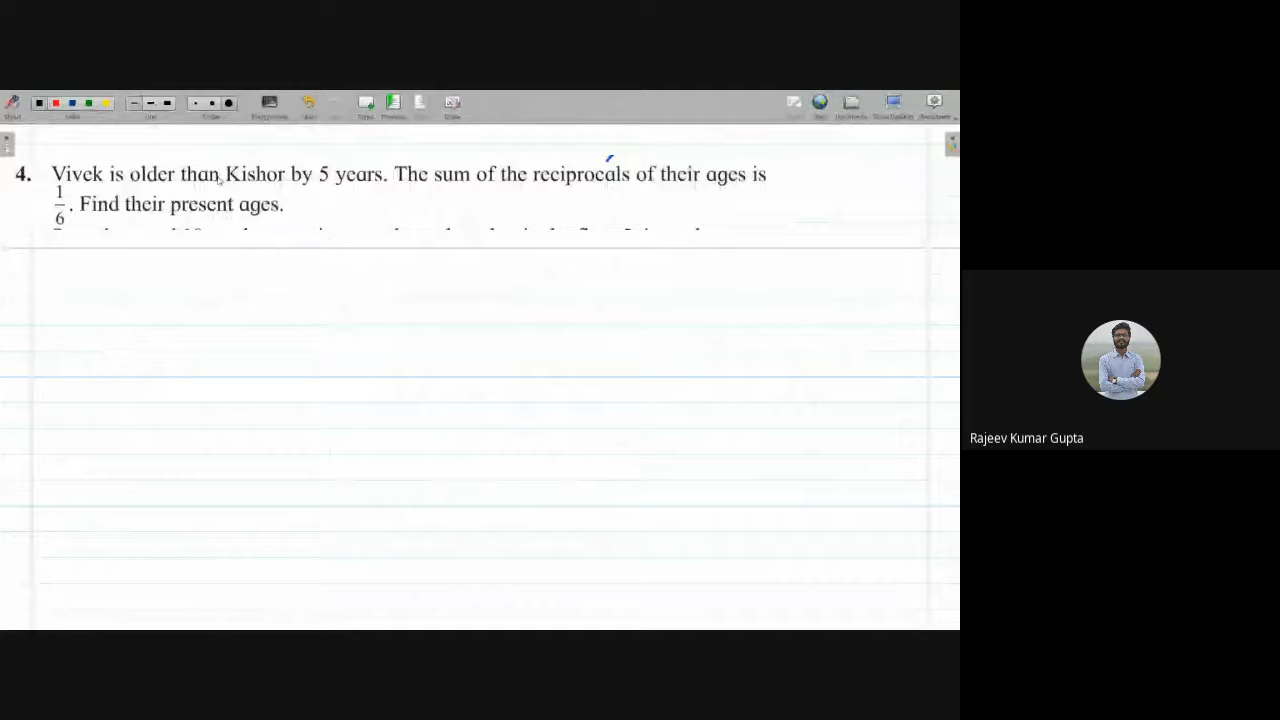 4. Vivek is older than Kishor by 5 years. The sum of the reciprocals of their ages is
1/6. Find their present ages.
Rajeev Kumar Gupta